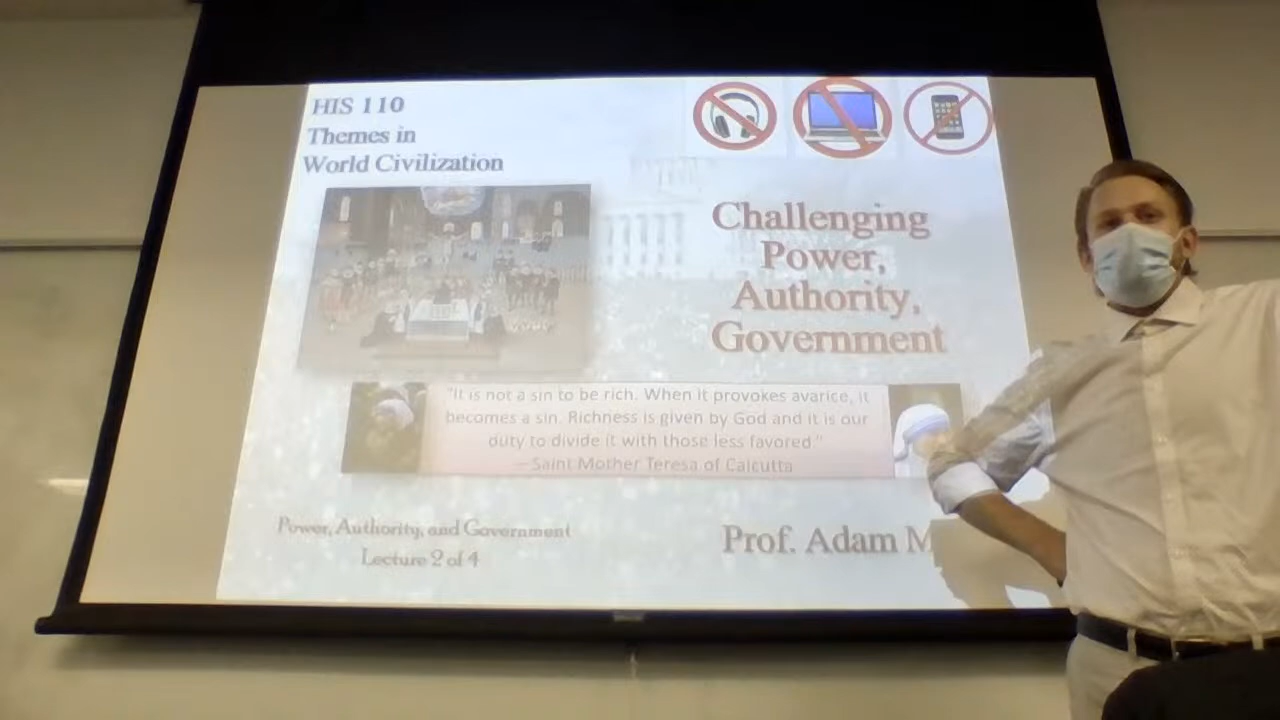 HIS 110
Themes in
World Civilization
Challenging
Power,
Authority,
Government
"It is not a sin to be rich. When it provokes avarice, it
becomes a sin. Richness is given by God and it is our
duty to divide it with those less favored."
– Saint Mother Teresa of Calcutta
Power, Authority, and Government
Lecture 2 of 4
Prof. Adam M